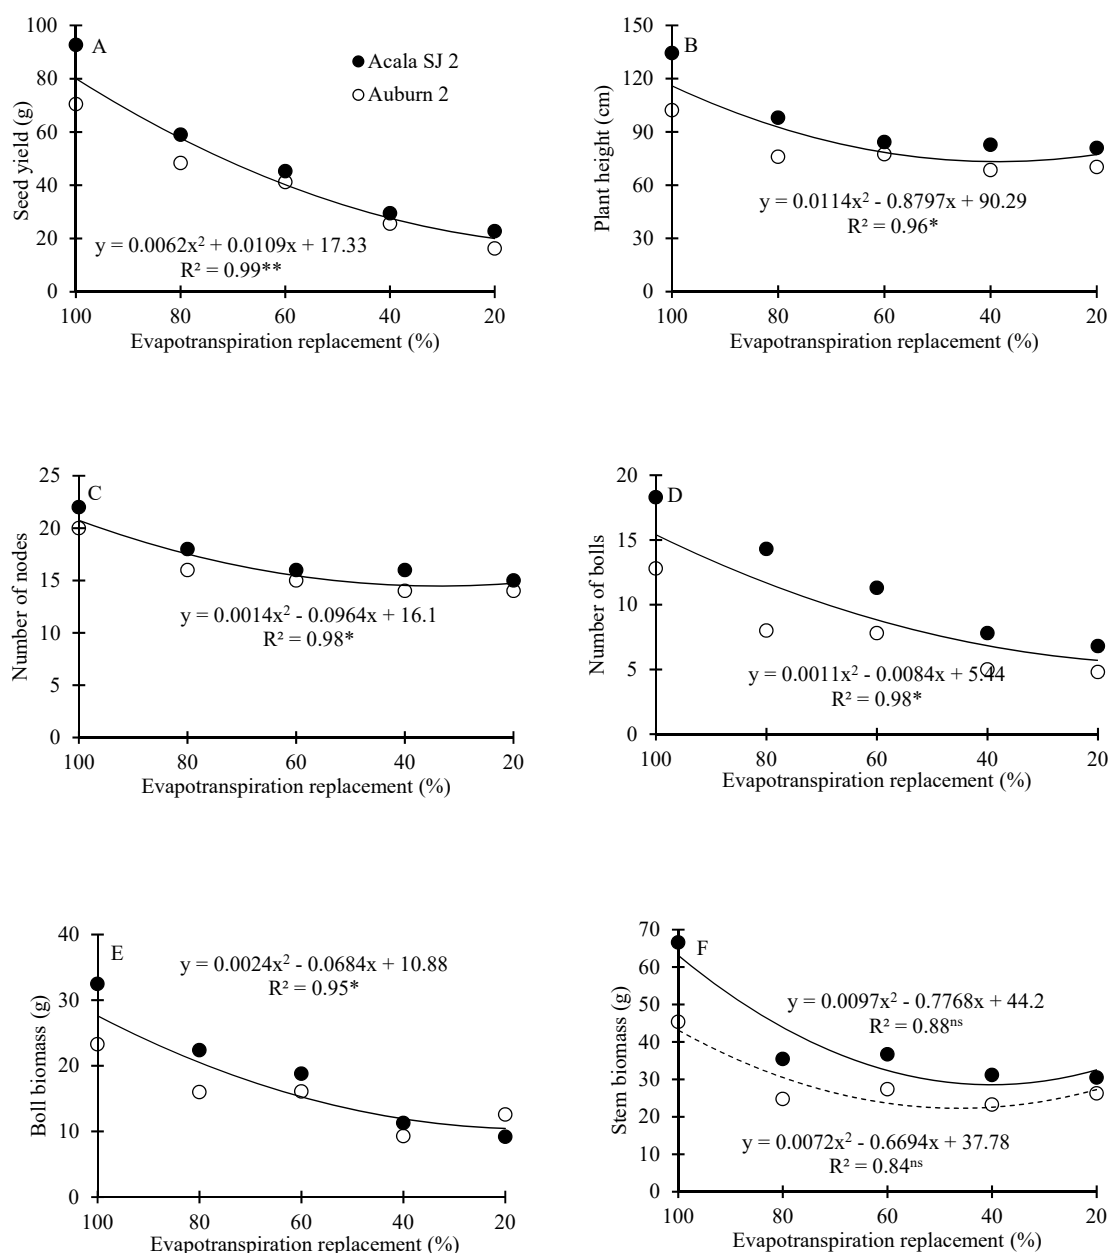 A
Acala SJ 2
Auburn 2
Seed yield (g)
100
80
60
40
20
0
y = 0.0062x² + 0.0109x + 17.33
R² = 0.99**
100 80 60 40 20
Evapotranspiration replacement (%)
B
Plant height (cm)
150
120
90
60
30
0
y = 0.0114x² - 0.8797x + 90.29
R² = 0.96*
100 80 60 40 20
Evapotranspiration replacement (%)
C
Number of nodes
25
20
15
10
5
0
y = 0.0014x² - 0.0964x + 16.1
R² = 0.98*
100 80 60 40 20
Evapotranspiration replacement (%)
D
Number of bolls
20
15
10
5
0
y = 0.0011x² - 0.0084x + 5.44
R² = 0.98*
100 80 60 40 20
Evapotranspiration replacement (%)
E
Boll biomass (g)
40
30
20
10
0
y = 0.0024x² - 0.0684x + 10.88
R² = 0.95*
100 80 60 40 20
Evapotranspiration replacement (%)
F
Stem biomass (g)
70
60
50
40
30
20
10
0
y = 0.0097x² - 0.7768x + 44.2
R² = 0.88ⁿˢ
y = 0.0072x² - 0.6694x + 37.78
R² = 0.84ⁿˢ
100 80 60 40 20
Evapotranspiration replacement (%)